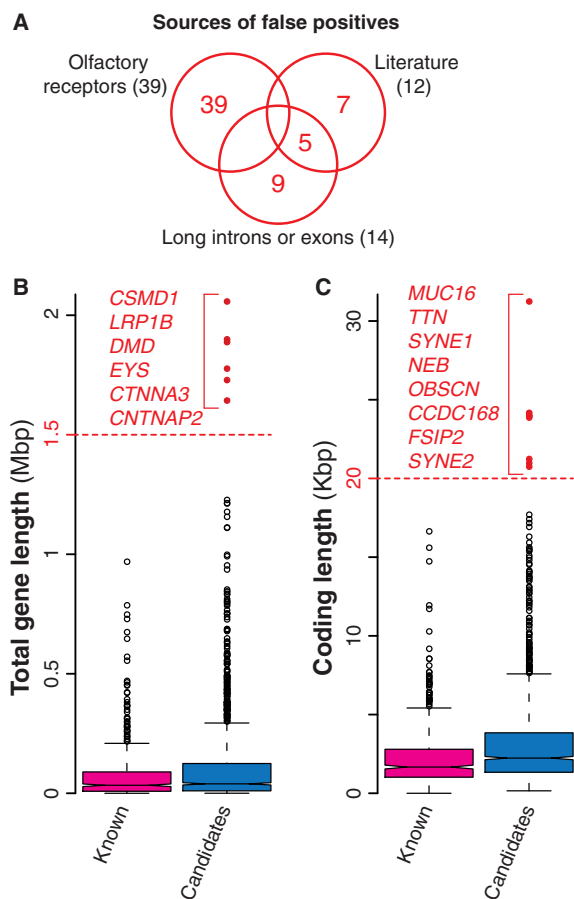 A
Sources of false positives
Olfactory
receptors (39)
Literature
(12)
39
7
5
9
Long introns or exons (14)
B
CSMD1
LRP1B
DMD
EYS
CTNNA3
CNTNAP2
Total gene length (Mbp)
2
1.5
1
0.5
0
Known
Candidates
C
MUC16
TTN
SYNE1
NEB
OBSCN
CCDC168
FSIP2
SYNE2
Coding length (Kbp)
30
20
10
0
Known
Candidates